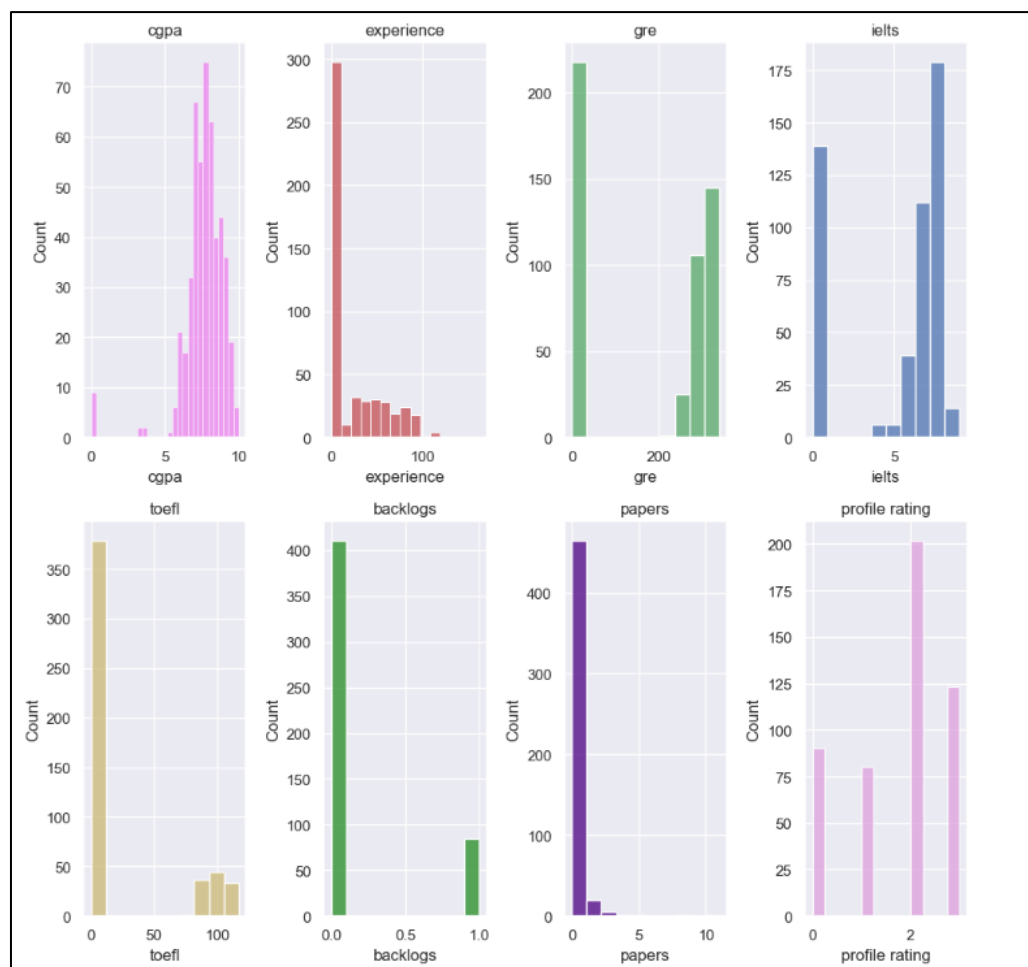 cgpa experience gre ielts
70
60
50
40
30
20
10
0
Count
0 5 10
cgpa
300
250
200
150
100
50
0
Count
0 100
experience
200
150
100
50
0
Count
0 200
gre
175
150
125
100
75
50
25
0
Count
0 5
ielts
toefl backlogs papers profile rating
350
300
250
200
150
100
50
0
Count
0 50 100
toefl
400
350
300
250
200
150
100
50
0
Count
0.0 0.5 1.0
backlogs
400
300
200
100
0
Count
0 5 10
papers
200
175
150
125
100
75
50
25
0
Count
0 2
profile rating